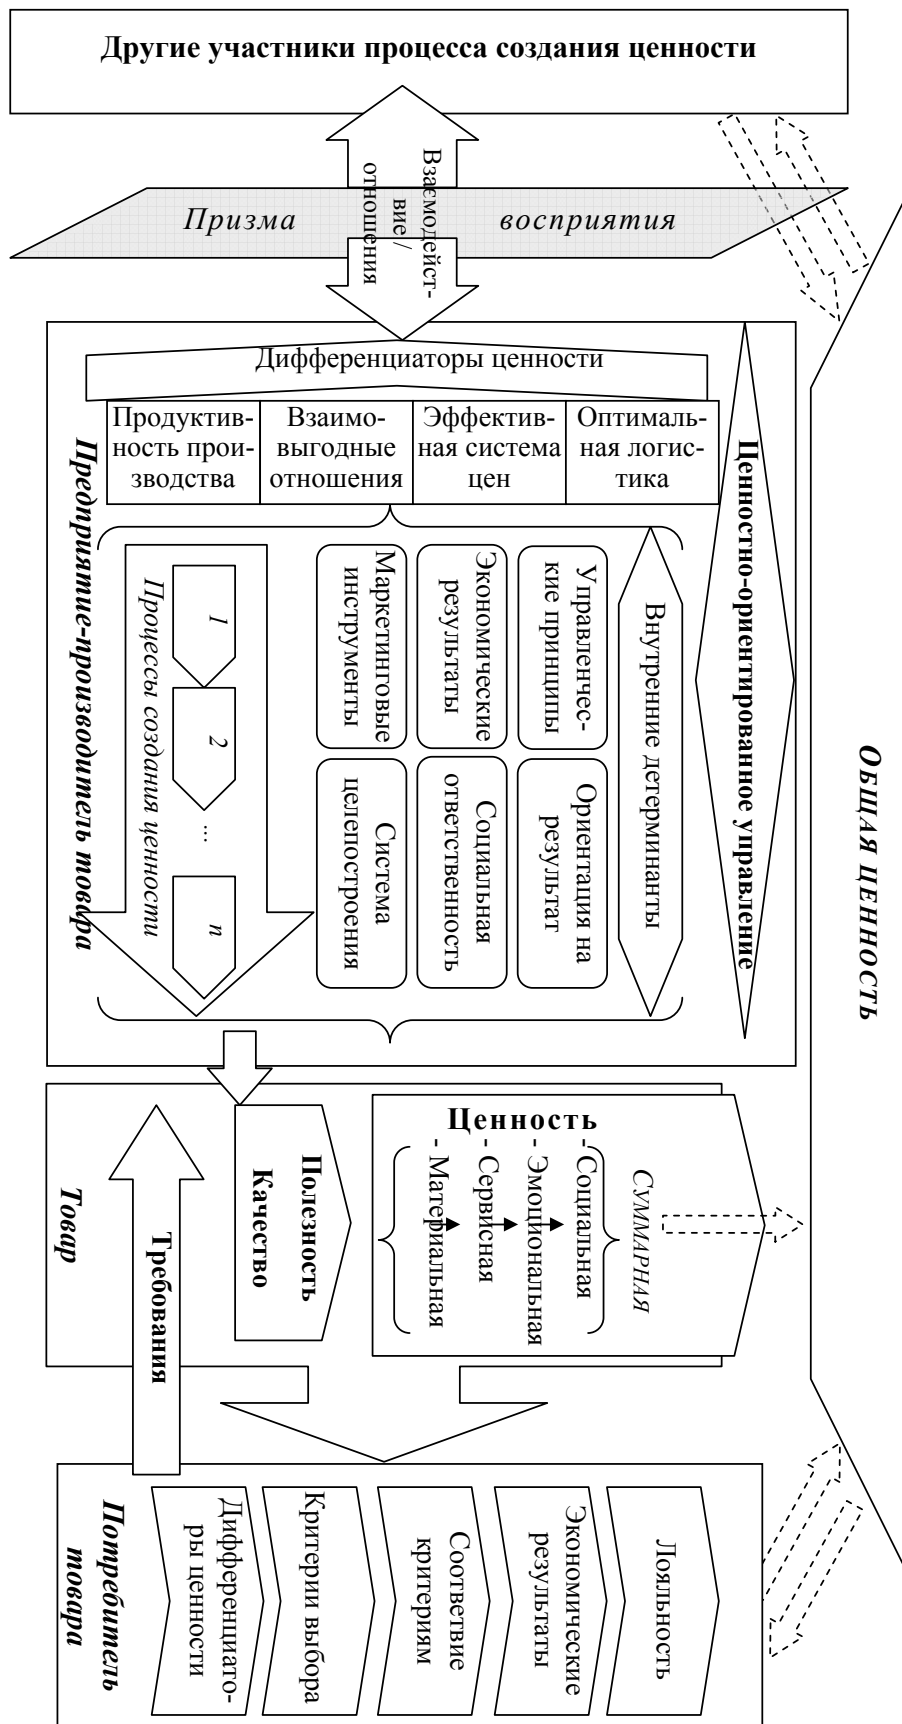 Другие участники процесса создания ценности
Взаимодейст-
вие /
отношения
Призма восприятия
ОБЩАЯ ЦЕННОСТЬ
Ценностно-ориентированное управление
Дифференциаторы ценности
Продуктив-
ность прои-
зводства
Взаимо-
выгодные
отношения
Эффектив-
ная система
цен
Оптималь-
ная логис-
тика
Предприятие-производитель товара
Внутренние детерминанты
Управленчес-
кие принципы
Ориентация на
результат
Экономические
результаты
Социальная
ответственность
Маркетинговые
инструменты
Система
целепостроения
1
2
...
n
Процессы создания ценности
Товар
Ценность
СУММАРНАЯ
- Социальная
- Эмоциональная
- Сервисная
- Материальная
Полезность
Качество
Требования
Потребитель
товара
Лояльность
Экономические
результаты
Соответвие
критериям
Критерии выбора
Дифференциато-
ры ценности